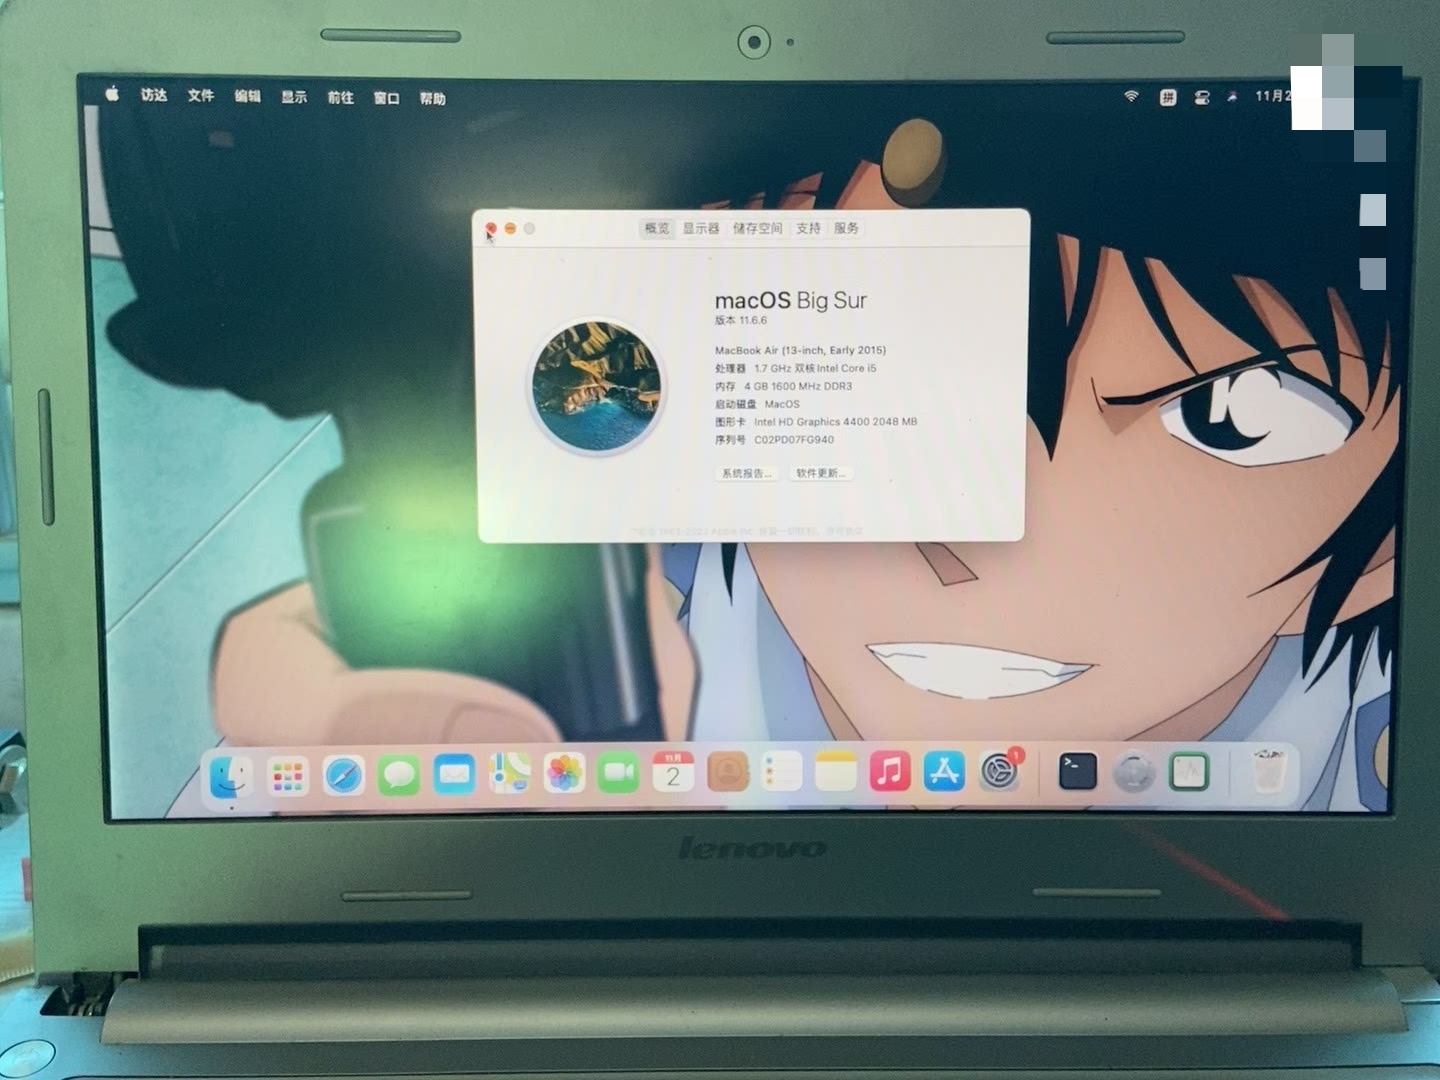 访达 文件 编辑 显示 前往 窗口 帮助
拼
11月2
概览 显示器 储存空间 支持 服务
macOS Big Sur
版本 11.6.6
MacBook Air (13-inch, Early 2015)
处理器 1.7 GHz 双核Intel Core i5
内存 4 GB 1600 MHz DDR3
启动磁盘 MacOS
图形卡 Intel HD Graphics 4400 2048 MB
序列号 C02PD07FG940
系统报告... 软件更新...
11月
2
1
lenovo